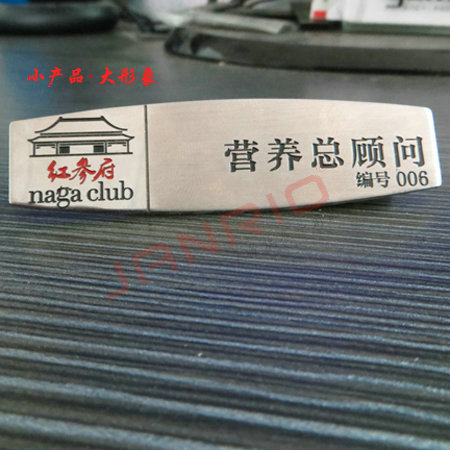 小产品·大形象
红参府
naga club
营养总顾问
编号 006
JANRIO